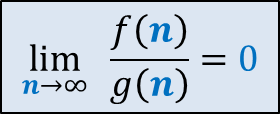 lim n→∞ f(n)/g(n) = 0